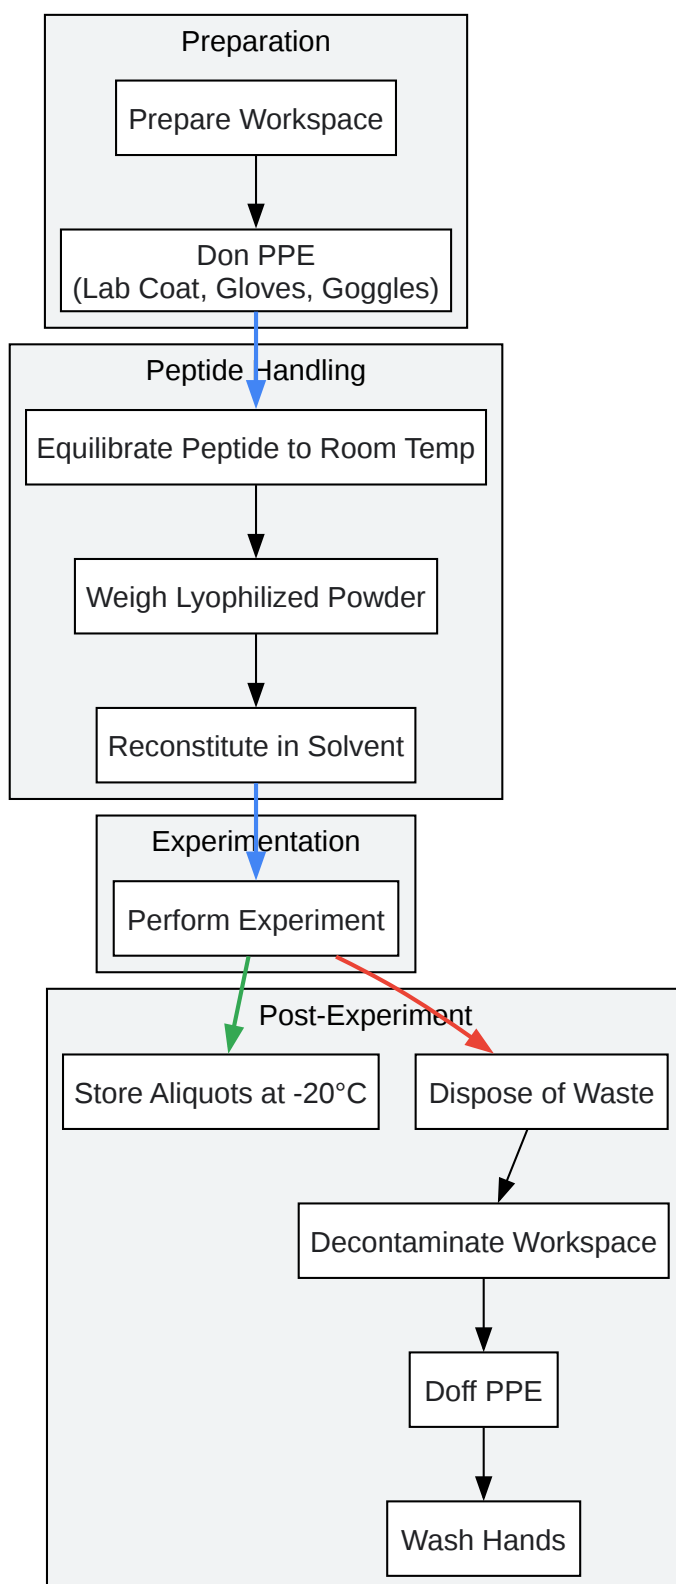 Preparation
Prepare Workspace
Don PPE
(Lab Coat, Gloves, Goggles)
Peptide Handling
Equilibrate Peptide to Room Temp
Weigh Lyophilized Powder
Reconstitute in Solvent
Experimentation
Perform Experiment
Post-Experiment
Store Aliquots at -20°C
Dispose of Waste
Decontaminate Workspace
Doff PPE
Wash Hands